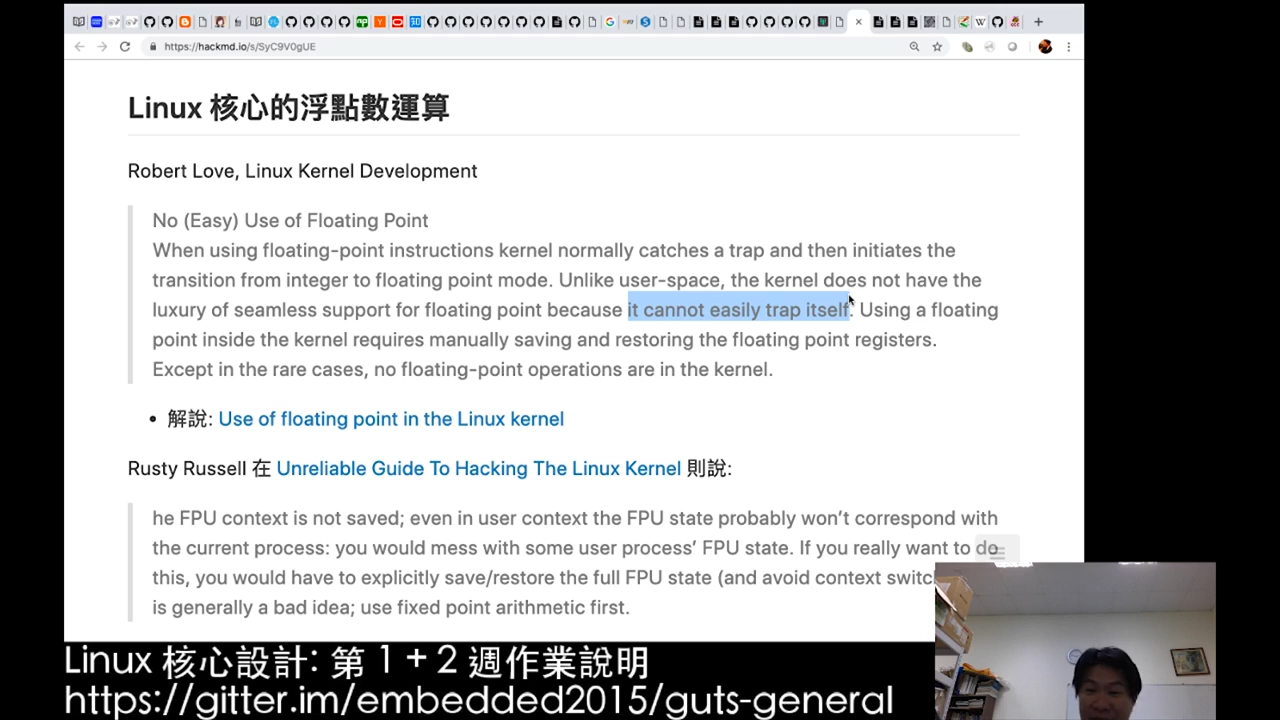 https://hackmd.io/s/SyC9V0gUE
Linux 核心的浮點數運算
Robert Love, Linux Kernel Development
No (Easy) Use of Floating Point
When using floating-point instructions kernel normally catches a trap and then initiates the
transition from integer to floating point mode. Unlike user-space, the kernel does not have the
luxury of seamless support for floating point because it cannot easily trap itself. Using a floating
point inside the kernel requires manually saving and restoring the floating point registers.
Except in the rare cases, no floating-point operations are in the kernel.
• 解說: Use of floating point in the Linux kernel
Rusty Russell 在 Unreliable Guide To Hacking The Linux Kernel 則說:
he FPU context is not saved; even in user context the FPU state probably won’t correspond with
the current process: you would mess with some user process’ FPU state. If you really want to do
this, you would have to explicitly save/restore the full FPU state (and avoid context
is generally a bad idea; use fixed point arithmetic first.
Linux 核心設計: 第 1 + 2 週作業說明
https://gitter.im/embedded2015/guts-general